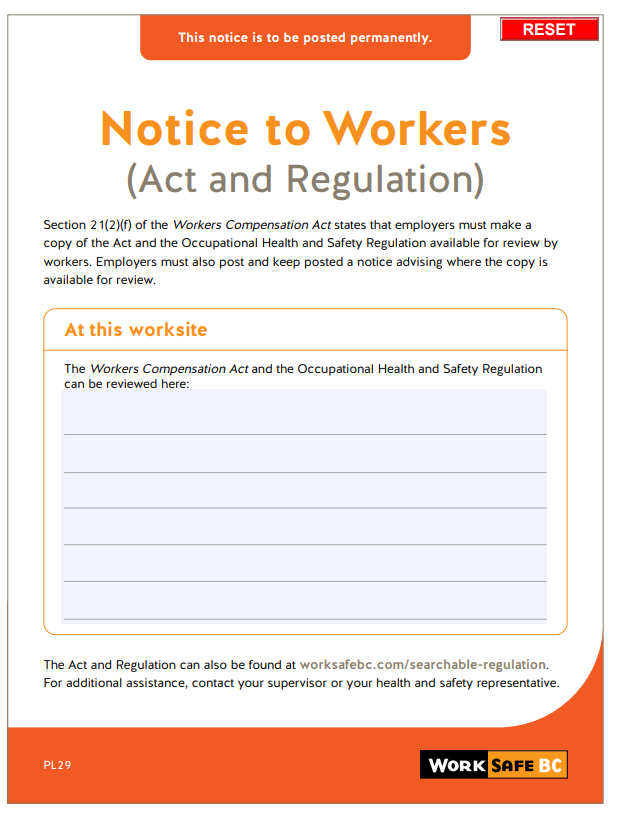 This notice is to be posted permanently.
RESET
Notice to Workers
(Act and Regulation)
Section 21(2)(f) of the Workers Compensation Act states that employers must make a
copy of the Act and the Occupational Health and Safety Regulation available for review by
workers. Employers must also post and keep posted a notice advising where the copy is
available for review.
At this worksite
The Workers Compensation Act and the Occupational Health and Safety Regulation
can be reviewed here:
The Act and Regulation can also be found at worksafebc.com/searchable-regulation.
For additional assistance, contact your supervisor or your health and safety representative.
PL29
WORK SAFE BC